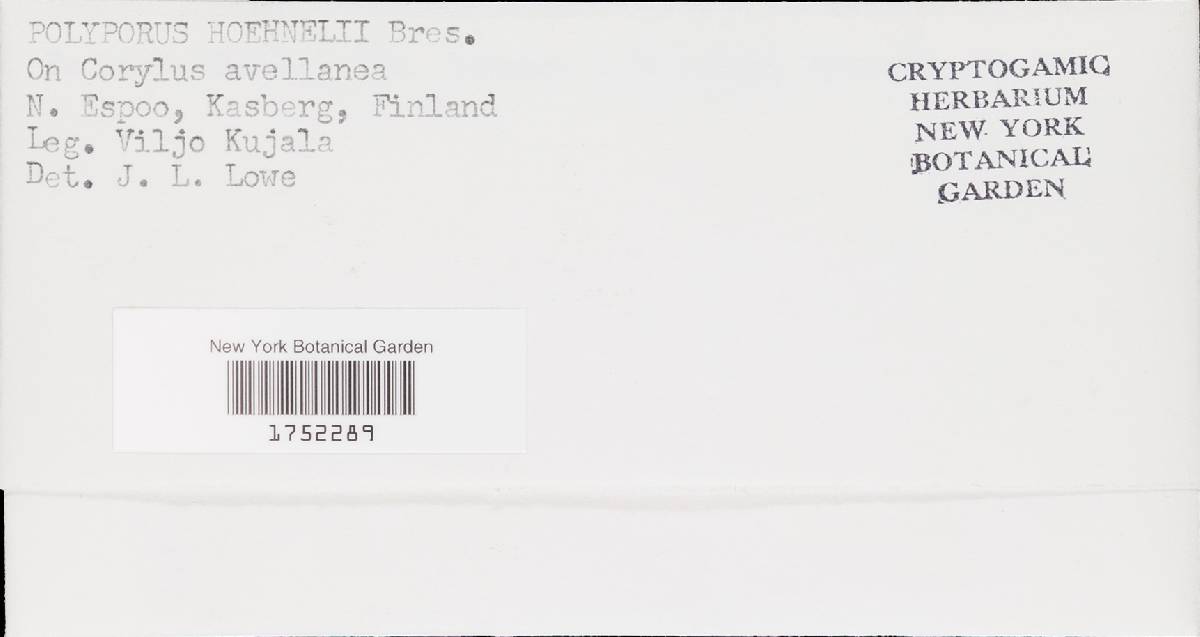 POLYPORUS HOEHNELII Bres.
On Corylus avellanea
N. Espoo, Kasberg, Finland
Leg. Viljo Kujala
Det. J. L. Lowe
CRYPTOGAMIC
HERBARIUM
NEW YORK
BOTANICAL
GARDEN
New York Botanical Garden
1752289